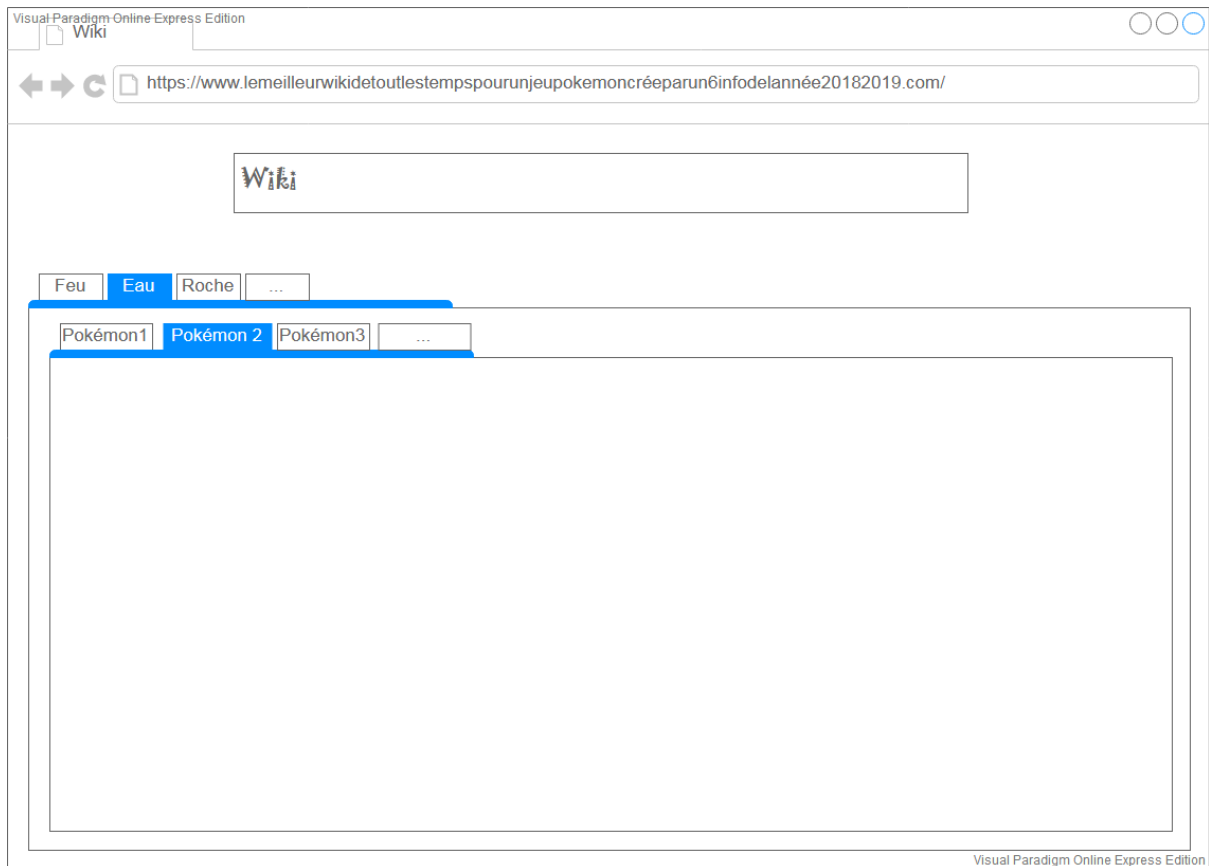 Visual Paradigm Online Express Edition
Wiki
https://www.lemeilleurwikidetoutlestempspourunjeupokemoncrééeparun6infodelannée20182019.com/
Wiki
Feu Eau Roche ...
Pokémon1 Pokémon 2 Pokémon3 ...
Visual Paradigm Online Express Edition